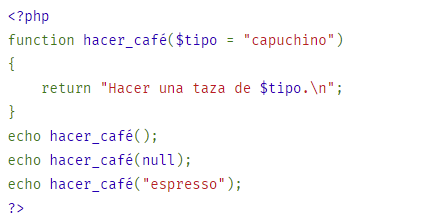 <?php
function hacer_café($tipo = "capuchino")
{
    return "Hacer una taza de $tipo.\n";
}
echo hacer_café();
echo hacer_café(null);
echo hacer_café("espresso");
?>